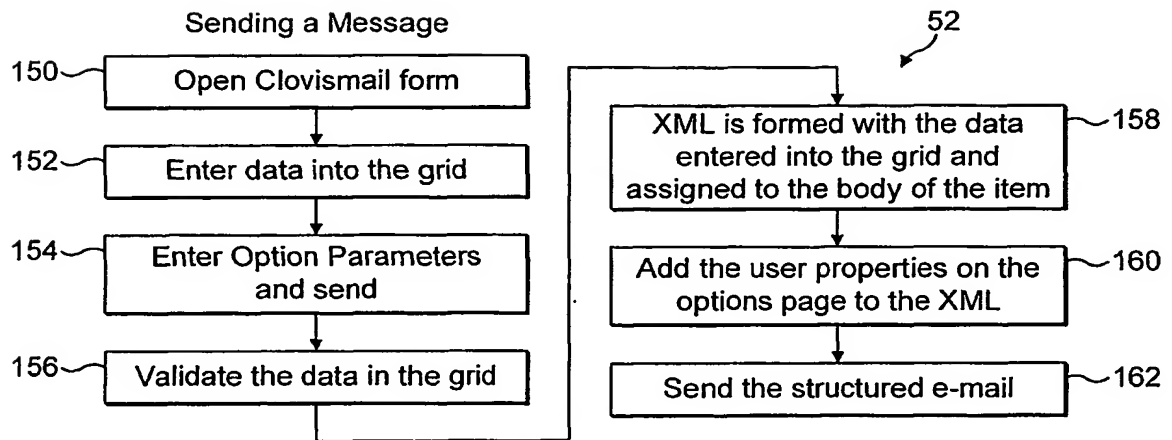 Sending a Message
52
150
Open Clovismail form
152
Enter data into the grid
154
Enter Option Parameters
and send
156
Validate the data in the grid
XML is formed with the data
entered into the grid and
assigned to the body of the item
158
Add the user properties on the
options page to the XML
160
Send the structured e-mail
162